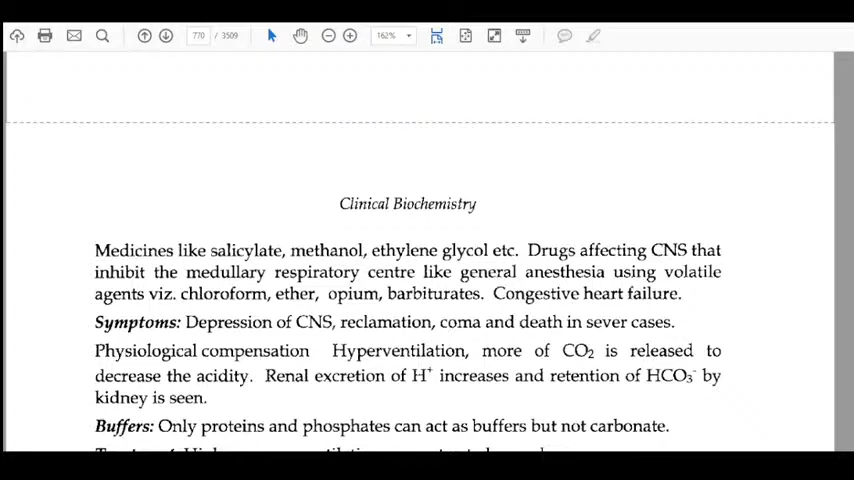 770 / 3509 162%
Clinical Biochemistry
Medicines like salicylate, methanol, ethylene glycol etc. Drugs affecting CNS that
inhibit the medullary respiratory centre like general anesthesia using volatile
agents viz. chloroform, ether, opium, barbiturates. Congestive heart failure.
Symptoms: Depression of CNS, reclamation, coma and death in sever cases.
Physiological compensation Hyperventilation, more of CO₂ is released to
decrease the acidity. Renal excretion of H⁺ increases and retention of HCO₃⁻ by
kidney is seen.
Buffers: Only proteins and phosphates can act as buffers but not carbonate.